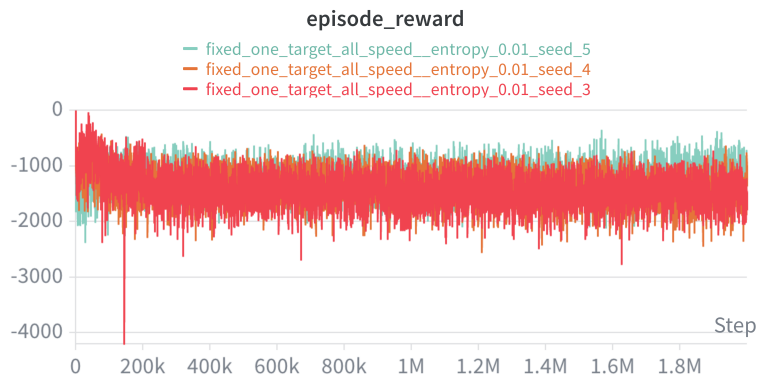 episode_reward
fixed_one_target_all_speed__entropy_0.01_seed_5
fixed_one_target_all_speed__entropy_0.01_seed_4
fixed_one_target_all_speed__entropy_0.01_seed_3
0
-1000
-2000
-3000
-4000
Step
0 200k 400k 600k 800k 1M 1.2M 1.4M 1.6M 1.8M